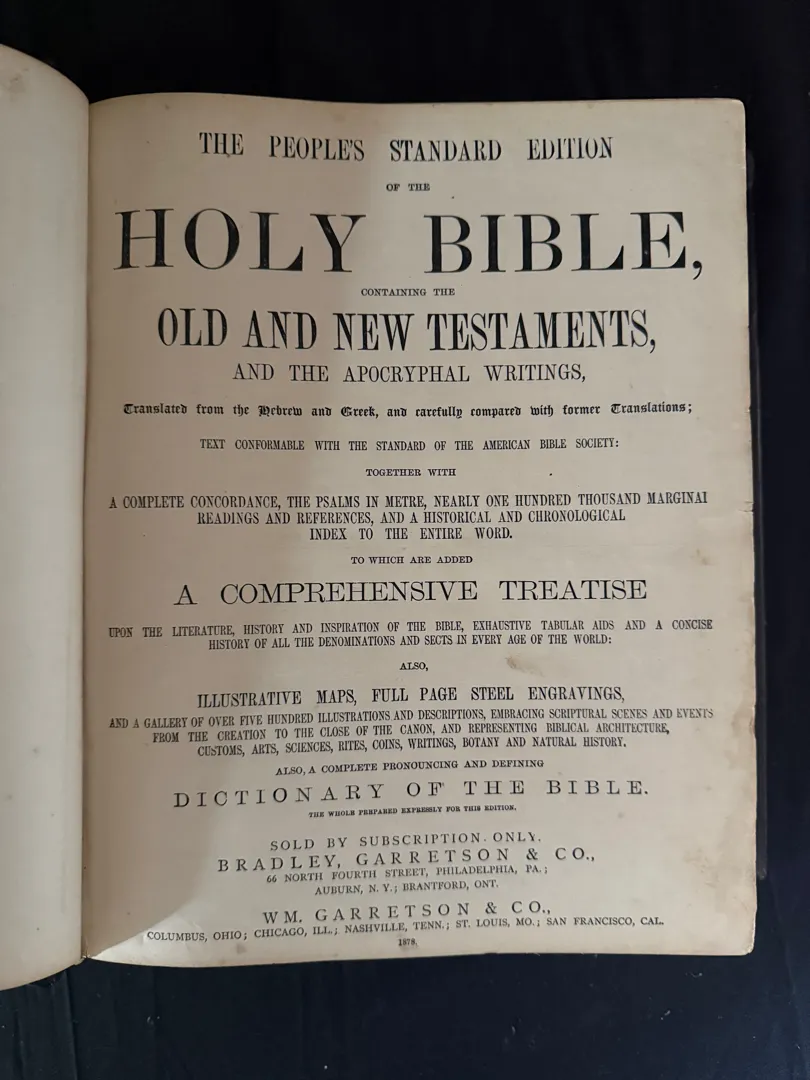 THE PEOPLE'S STANDARD EDITION
OF THE
HOLY BIBLE,
CONTAINING THE
OLD AND NEW TESTAMENTS,
AND THE APOCRYPHAL WRITINGS,
Translated from the Hebrew and Greek, and carefully compared with former Translations;
TEXT CONFORMABLE WITH THE STANDARD OF THE AMERICAN BIBLE SOCIETY:
TOGETHER WITH
A COMPLETE CONCORDANCE, THE PSALMS IN METRE, NEARLY ONE HUNDRED THOUSAND MARGINAL
READINGS AND REFERENCES, AND A HISTORICAL AND CHRONOLOGICAL
INDEX TO THE ENTIRE WORD.
TO WHICH ARE ADDED
A COMPREHENSIVE TREATISE
UPON THE LITERATURE, HISTORY AND INSPIRATION OF THE BIBLE, EXHAUSTIVE TABULAR AIDS AND A CONCISE
HISTORY OF ALL THE DENOMINATIONS AND SECTS IN EVERY AGE OF THE WORLD:
ALSO,
ILLUSTRATIVE MAPS, FULL PAGE STEEL ENGRAVINGS,
AND A GALLERY OF OVER FIVE HUNDRED ILLUSTRATIONS AND DESCRIPTIONS, EMBRACING SCRIPTURAL SCENES AND EVENTS
FROM THE CREATION TO THE CLOSE OF THE CANON, AND REPRESENTING BIBLICAL ARCHITECTURE,
CUSTOMS, ARTS, SCIENCES, RITES, COINS, WRITINGS, BOTANY AND NATURAL HISTORY.
ALSO, A COMPLETE PRONOUNCING AND DEFINING
DICTIONARY OF THE BIBLE.
THE WHOLE PREPARED EXPRESSLY FOR THIS EDITION.
SOLD BY SUBSCRIPTION ONLY.
BRADLEY, GARRETSON & CO.,
66 NORTH FOURTH STREET, PHILADELPHIA, PA.;
AUBURN, N. Y.; BRANTFORD, ONT.
WM. GARRETSON & CO.,
COLUMBUS, OHIO; CHICAGO, ILL.; NASHVILLE, TENN.; ST. LOUIS, MO.; SAN FRANCISCO, CAL.
1878.